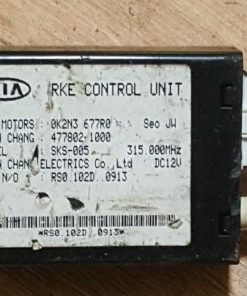 KIA RKE CONTROL UNIT
MOTORS : 0K2N3 677R0 Seo JW
CHANG : 477802-1000
EL : SKS-005 315.000MHz
N CHANG ELECTRICS Co., Ltd DC12V
N/O : RS0.102D..0913
*RS0.102D..0913*